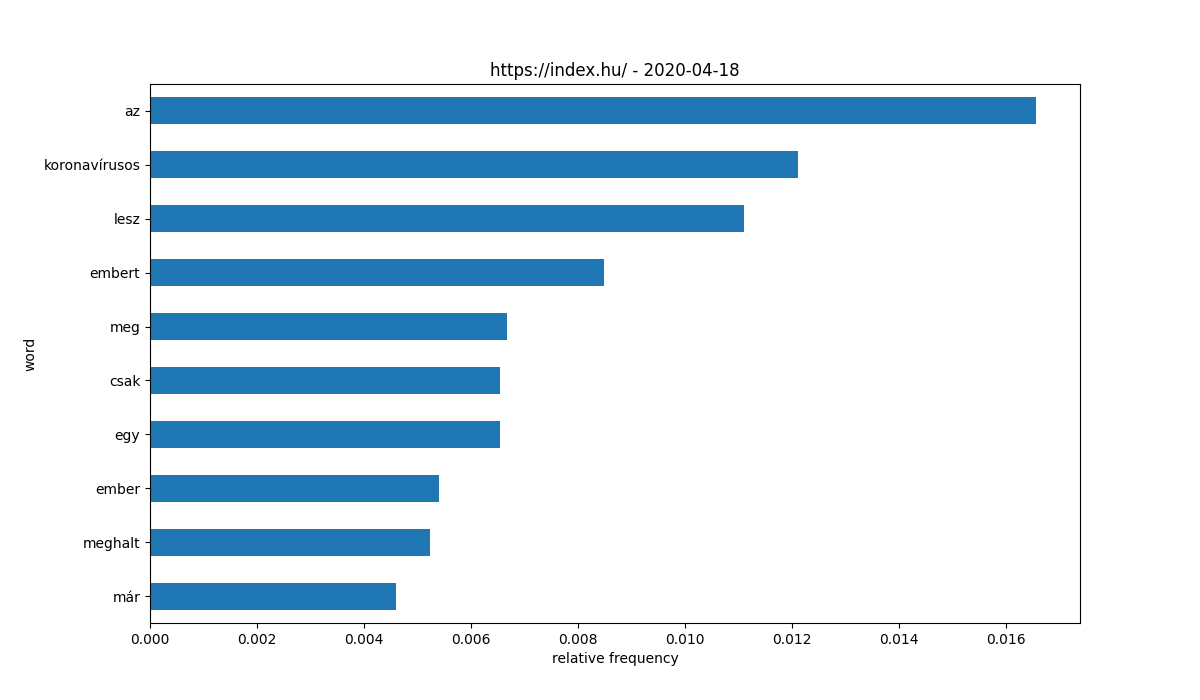 https://index.hu/ - 2020-04-18
az
koronavírusos
lesz
embert
meg
csak
egy
ember
meghalt
már
word
0.000 0.002 0.004 0.006 0.008 0.010 0.012 0.014 0.016
relative frequency